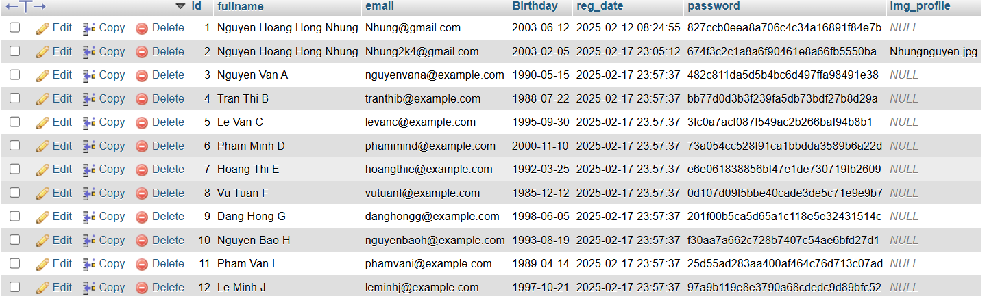 id fullname email Birthday reg_date password img_profile
Edit Copy Delete 1 Nguyen Hoang Hong Nhung Nhung@gmail.com 2003-06-12 2025-02-12 08:24:55 827ccb0eea8a706c4c34a16891f84e7b NULL
Edit Copy Delete 2 Nguyen Hoang Hong Nhung Nhung2k4@gmail.com 2003-02-05 2025-02-17 23:05:12 674f3c2c1a8a6f90461e8a66fb5550ba Nhungnguyen.jpg
Edit Copy Delete 3 Nguyen Van A nguyenvana@example.com 1990-05-15 2025-02-17 23:57:37 482c811da5d5b4bc6d497ffa98491e38 NULL
Edit Copy Delete 4 Tran Thi B tranthib@example.com 1988-07-22 2025-02-17 23:57:37 bb77d0d3b3f239fa5db73bdf27b8d29a NULL
Edit Copy Delete 5 Le Van C levanc@example.com 1995-09-30 2025-02-17 23:57:37 3fc0a7acf087f549ac2b266baf94b8b1 NULL
Edit Copy Delete 6 Pham Minh D phammind@example.com 2000-11-10 2025-02-17 23:57:37 73a054cc528f91ca1bbdda3589b6a22d NULL
Edit Copy Delete 7 Hoang Thi E hoangthie@example.com 1992-03-25 2025-02-17 23:57:37 e6e061838856bf47e1de730719fb2609 NULL
Edit Copy Delete 8 Vu Tuan F vutuanf@example.com 1985-12-12 2025-02-17 23:57:37 0d107d09f5bbe40cade3de5c71e9e9b7 NULL
Edit Copy Delete 9 Dang Hong G danghongg@example.com 1998-06-05 2025-02-17 23:57:37 201f00b5ca5d65a1c118e5e32431514c NULL
Edit Copy Delete 10 Nguyen Bao H nguyenbaoh@example.com 1993-08-19 2025-02-17 23:57:37 f30aa7a662c728b7407c54ae6bfd27d1 NULL
Edit Copy Delete 11 Pham Van I phamvani@example.com 1989-04-14 2025-02-17 23:57:37 25d55ad283aa400af464c76d713c07ad NULL
Edit Copy Delete 12 Le Minh J leminhj@example.com 1997-10-21 2025-02-17 23:57:37 97a9b119e8e3790a68cdedc9d89bfc52 NULL